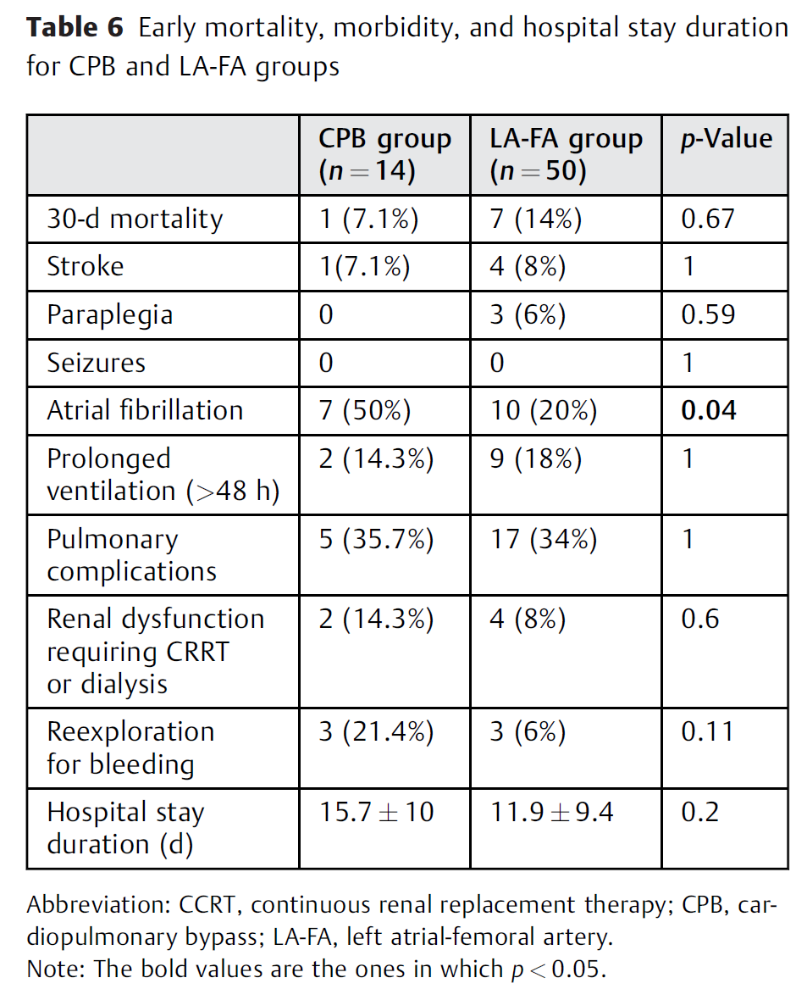 Table 6 Early mortality, morbidity, and hospital stay duration
for CPB and LA-FA groups
CPB group (n = 14) LA-FA group (n = 50) p-Value
30-d mortality 1 (7.1%) 7 (14%) 0.67
Stroke 1(7.1%) 4 (8%) 1
Paraplegia 0 3 (6%) 0.59
Seizures 0 0 1
Atrial fibrillation 7 (50%) 10 (20%) 0.04
Prolonged ventilation (>48 h) 2 (14.3%) 9 (18%) 1
Pulmonary complications 5 (35.7%) 17 (34%) 1
Renal dysfunction requiring CRRT or dialysis 2 (14.3%) 4 (8%) 0.6
Reexploration for bleeding 3 (21.4%) 3 (6%) 0.11
Hospital stay duration (d) 15.7 ± 10 11.9 ± 9.4 0.2
Abbreviation: CCRT, continuous renal replacement therapy; CPB, car-
diopulmonary bypass; LA-FA, left atrial-femoral artery.
Note: The bold values are the ones in which p < 0.05.